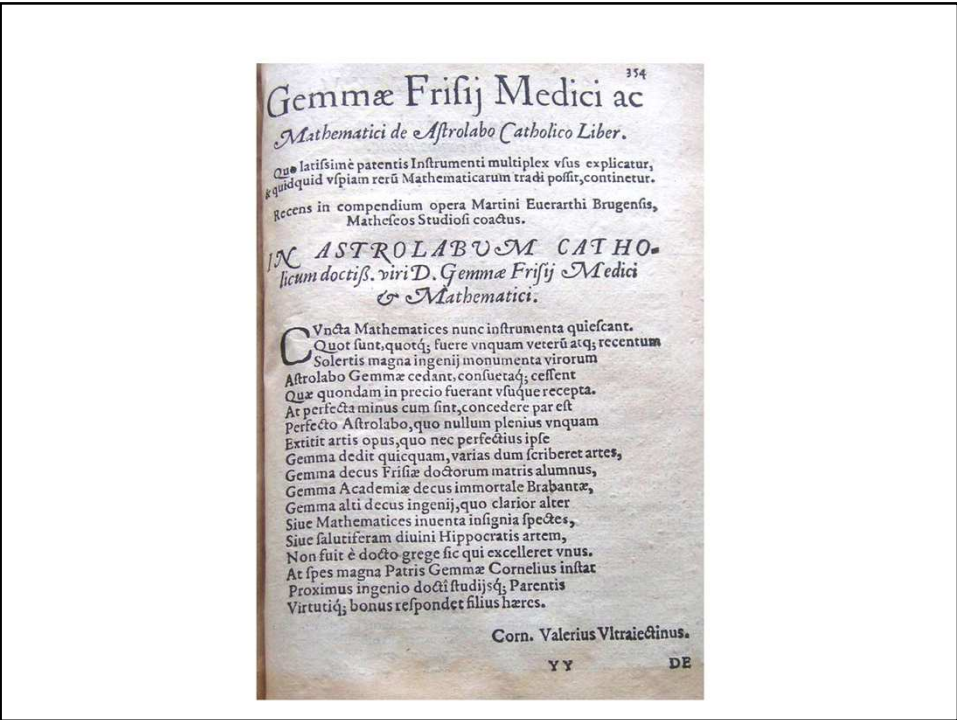 354
Gemmæ Friſij Medici ac
Mathematici de Aſtrolabo Catholico Liber.
Quo latiſsimè patentis Inſtrumenti multiplex vſus explicatur,
& quidquid vſpiam rerū Mathematicarum tradi poſſit,continetur.
Recens in compendium opera Martini Euerarthi Brugenſis,
Matheſeos Studioſi coactus.
IN ASTROLABUM CATHO-
licum doctiß. viri D. Gemmæ Friſij Medici
& Mathematici.
CVncta Mathematices nunc inſtrumenta quieſcant.
Quot ſunt,quotq́; fuere vnquam veterū atq; recentum
Solertis magna ingenij monumenta virorum
Aſtrolabo Gemmæ cedant,conſuetaq́; ceſſent
Quæ quondam in precio fuerant vſuque recepta.
At perfecta minus cum ſint,concedere par eſt
Perfecto Aſtrolabo,quo nullum plenius vnquam
Extitit artis opus,quo nec perfectius ipſe
Gemma dedit quicquam,varias dum ſcriberet artes,
Gemma decus Friſiæ doctorum matris alumnus,
Gemma Academiæ decus immortale Brabantæ,
Gemma alti decus ingenij,quo clarior alter
Siue Mathematices inuenta inſignia ſpectes,
Siue ſalutiferam diuini Hippocratis artem,
Non fuit è docto grege ſic qui excelleret vnus.
At ſpes magna Patris Gemmæ Cornelius inſtat
Proximus ingenio doctî ſtudijsq́; Parentis
Virtutiq́; bonus reſpondet filius hæres.
Corn. Valerius Vltraiectinus.
YY DE